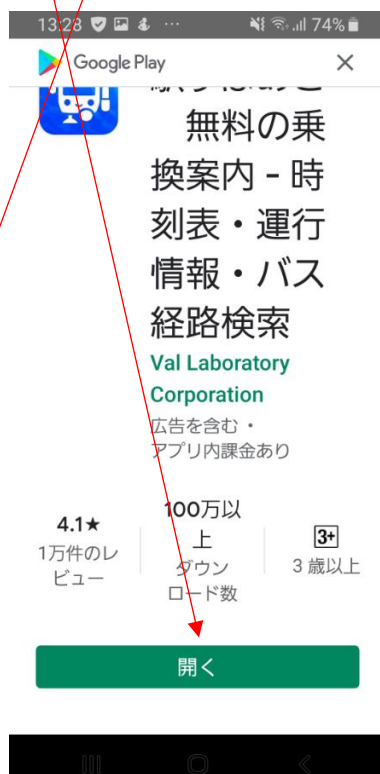 13:28 74%
Google Play
無料の乗
換案内 - 時
刻表・運行
情報・バス
経路検索
Val Laboratory
Corporation
広告を含む・
アプリ内課金あり
4.1★
1万件のレ
ビュー
100万以
上
ダウン
ロード数
3+
3 歳以上
開く